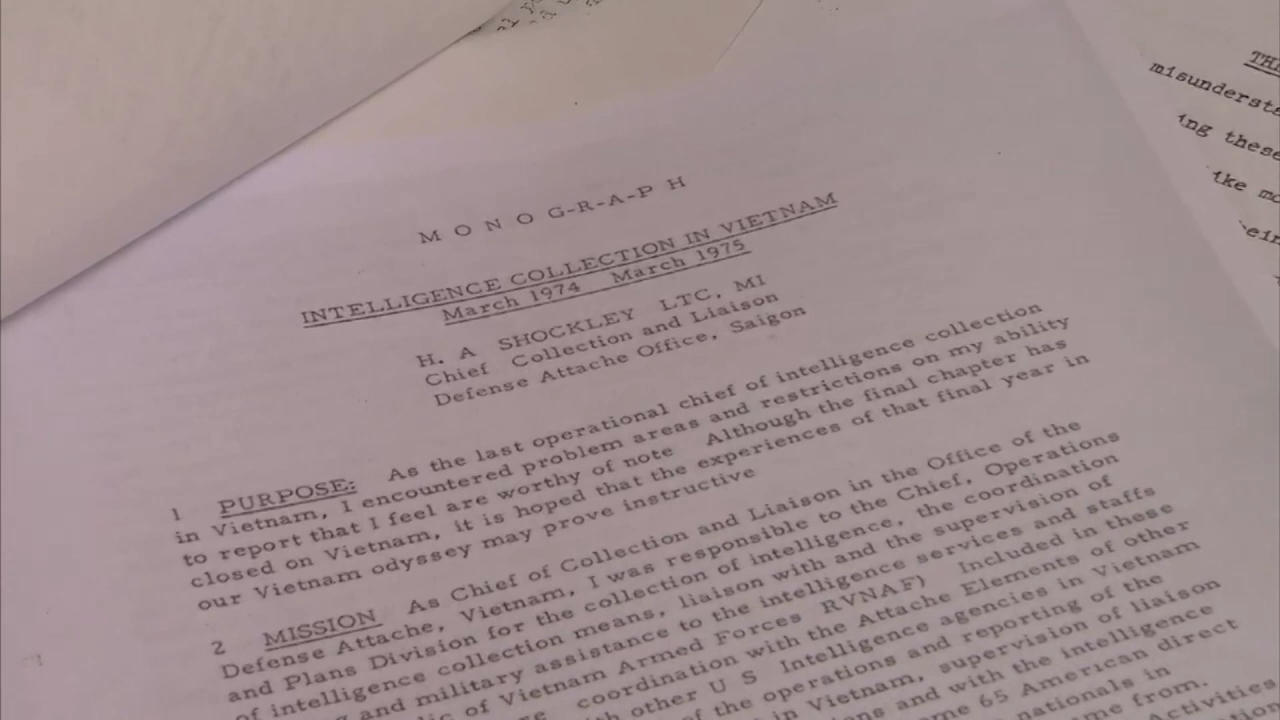 M O N O G-R-A-P H
INTELLIGENCE COLLECTION IN VIETNAM
March 1974 March 1975
H. A SHOCKLEY LTC, MI
Chief Collection and Liaison
Defense Attache Office, Saigon
1 PURPOSE: As the last operational chief of intelligence collection
in Vietnam, I encountered problem areas and restrictions on my ability
to report that I feel are worthy of note Although the final chapter has
closed on Vietnam, it is hoped that the experiences of that final year in
our Vietnam odyssey may prove instructive
2 MISSION As Chief of Collection and Liaison in the Office of the
Defense Attache, Vietnam, I was responsible to the Chief, Operations
and Plans Division for the collection of intelligence, the coordination
of intelligence collection means, liaison with and the supervision of
and military assistance to the intelligence services and staffs
of Vietnam Armed Forces RVNAF) Included in these
coordination with the Attache Elements of other
other U S Intelligence agencies in Vietnam
of the operations and reporting of the
in Vietnam, supervision of liaison
and with the intelligence
65 American direct
nationals in
from.
THE
misundersta
ing these